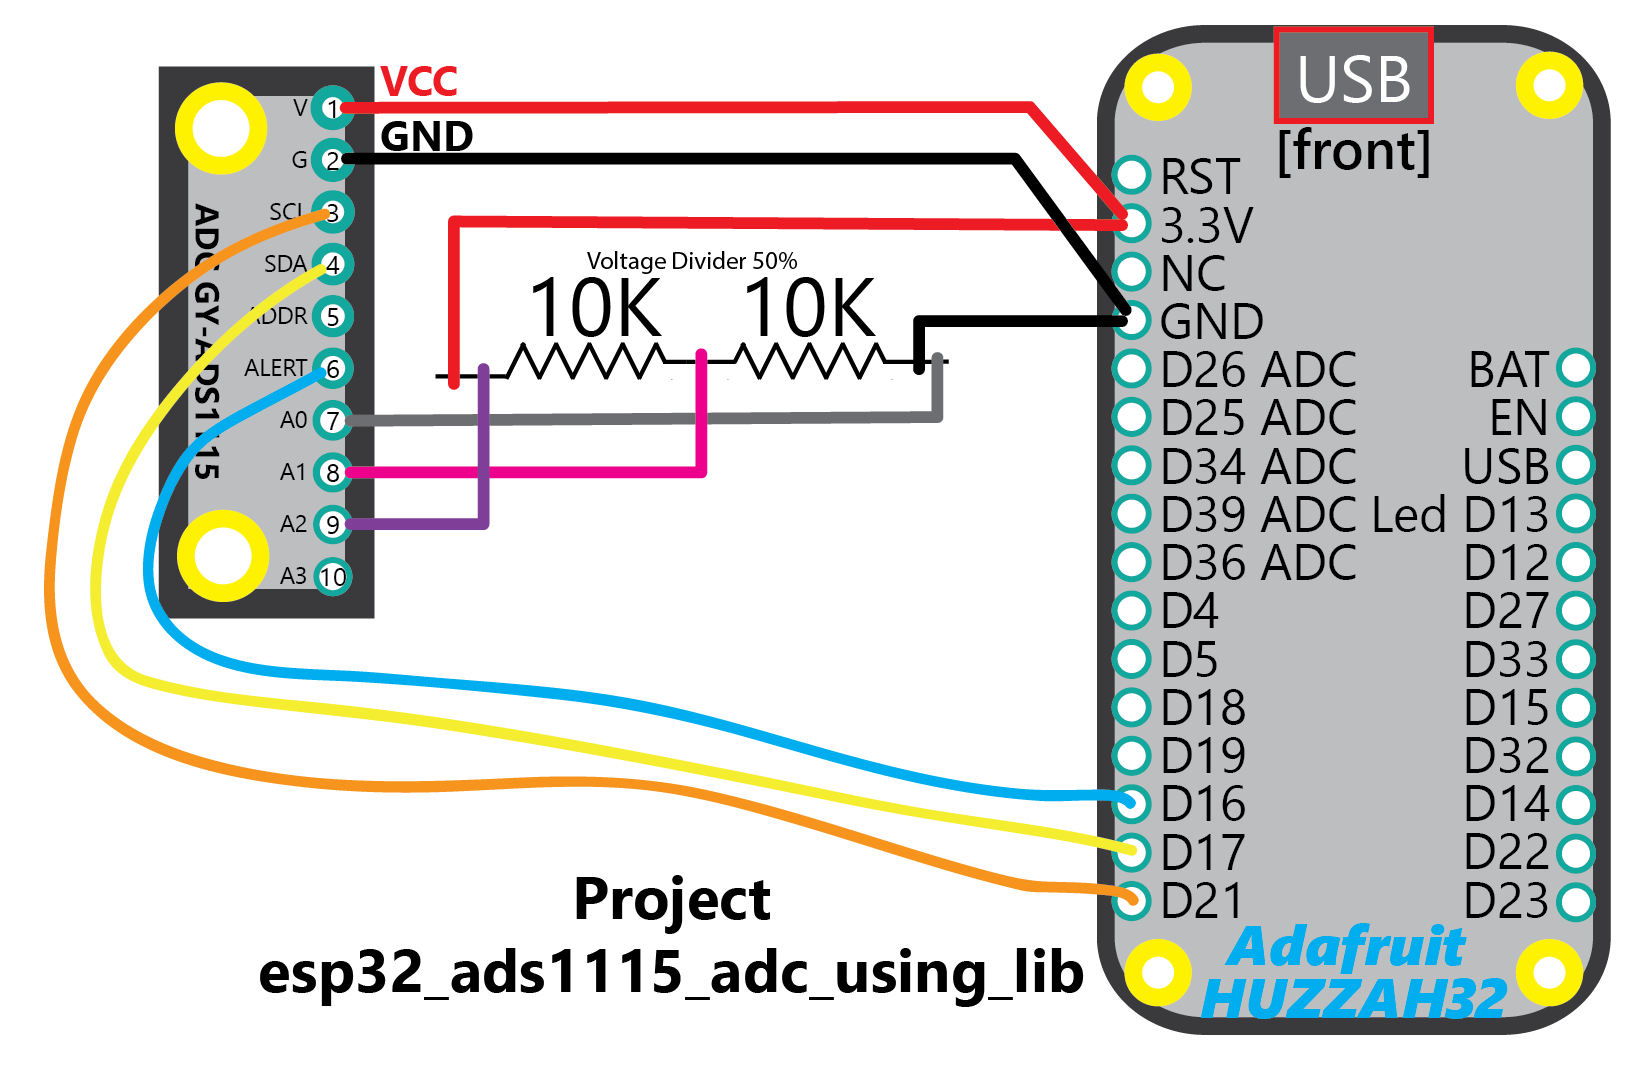 VCC
GND
V 1
G 2
SCL 3
SDA 4
ADDR 5
ALERT 6
A0 7
A1 8
A2 9
A3 10
ADC GY-ADS1115
Voltage Divider 50%
10K 10K
USB
[front]
RST
3.3V
NC
GND
D26 ADC BAT
D25 ADC EN
D34 ADC USB
D39 ADC Led D13
D36 ADC D12
D4 D27
D5 D33
D18 D15
D19 D32
D16 D14
D17 D22
D21 D23
Adafruit
HUZZAH32
Project
esp32_ads1115_adc_using_lib